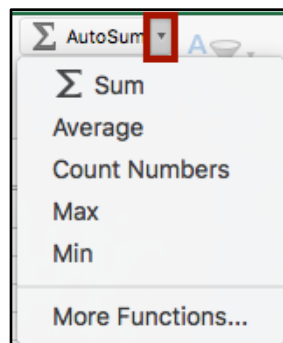 Σ AutoSum
Σ Sum
Average
Count Numbers
Max
Min
More Functions...